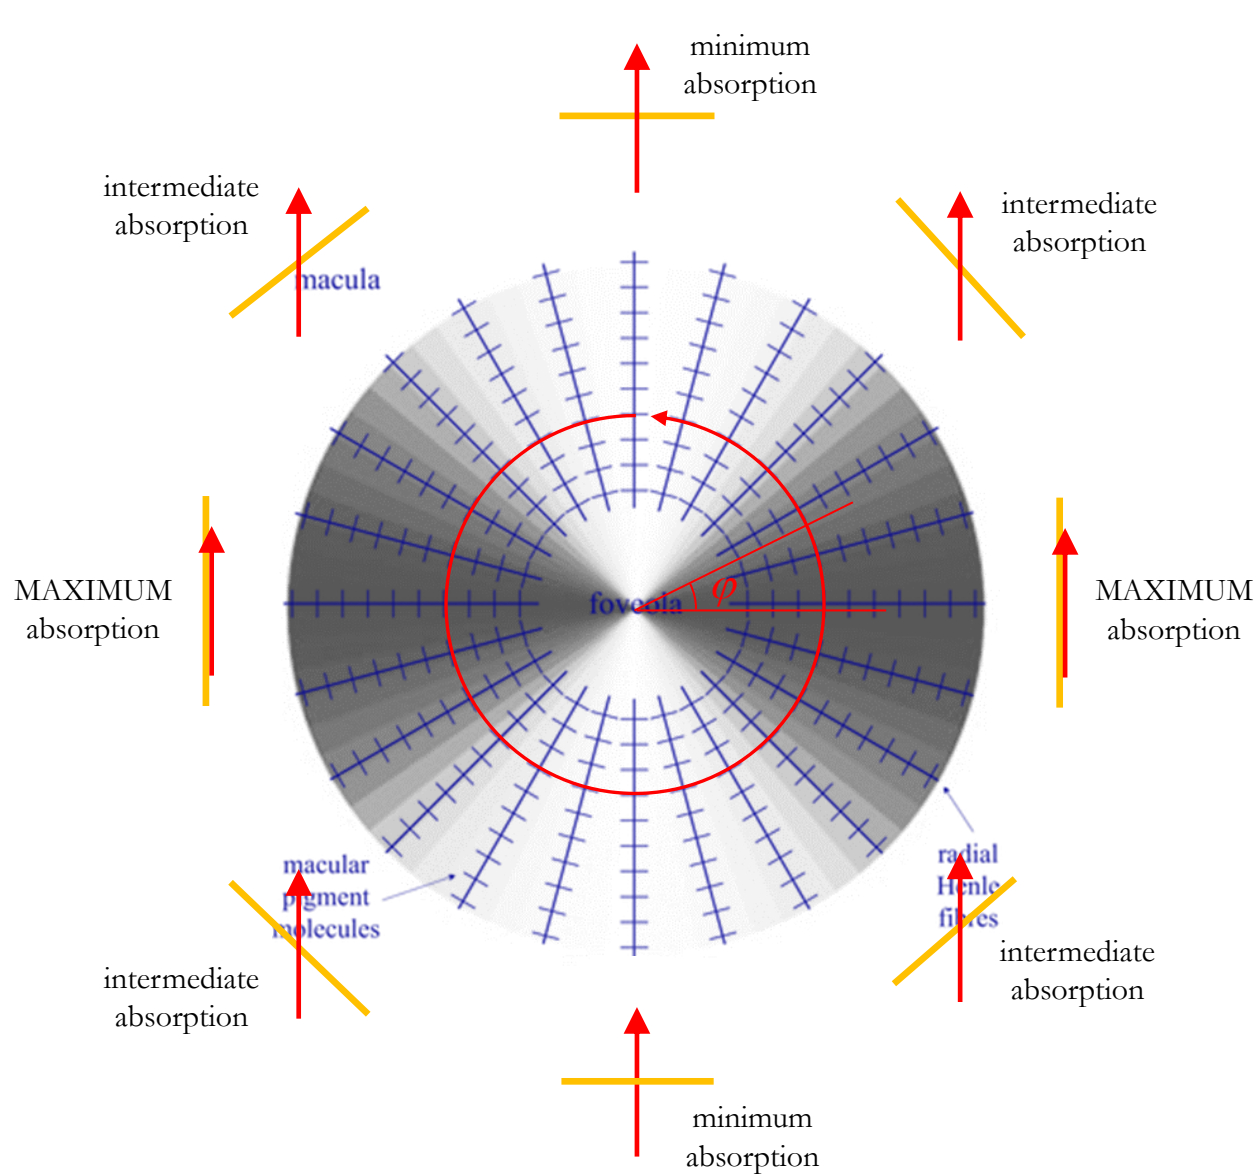 minimum
absorption
intermediate
absorption
intermediate
absorption
macula
MAXIMUM
absorption
foveola
φ
MAXIMUM
absorption
macular
pigment
molecules
radial
Henle
fibres
intermediate
absorption
intermediate
absorption
minimum
absorption